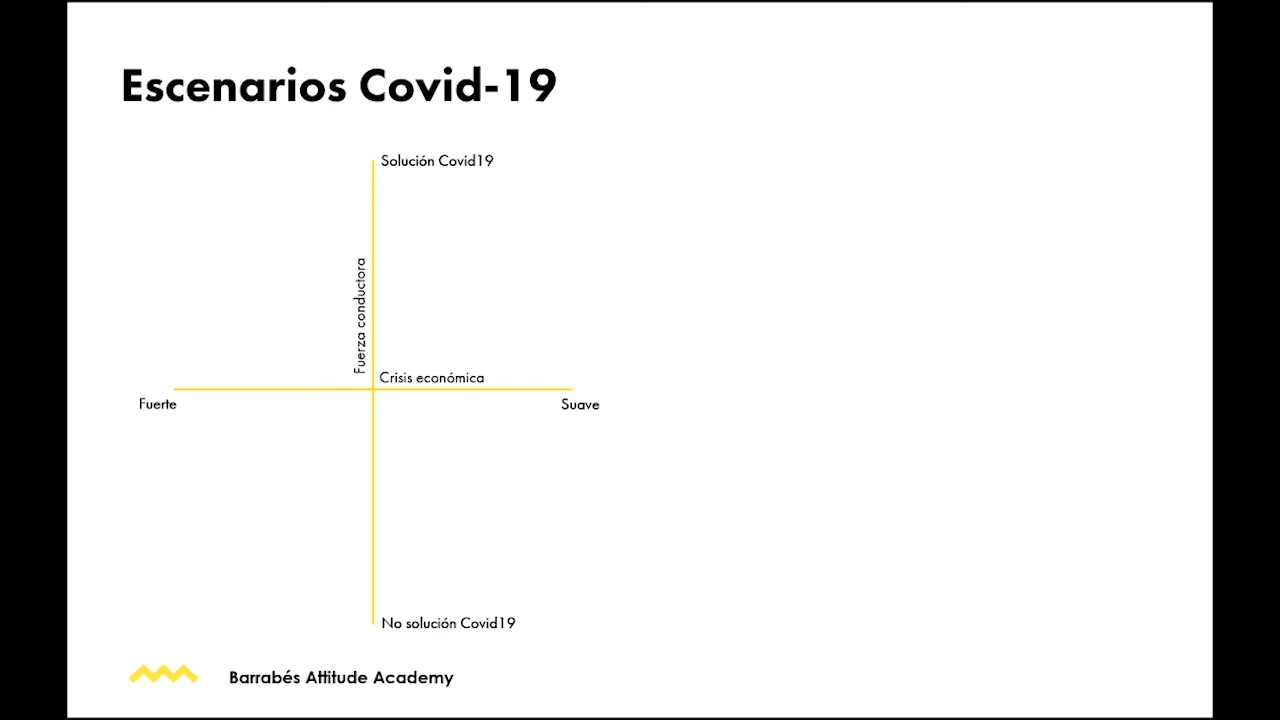 Escenarios Covid-19
Solución Covid19
Fuerza conductora
Crisis económica
Fuerte
Suave
No solución Covid19
Barrabés Attitude Academy